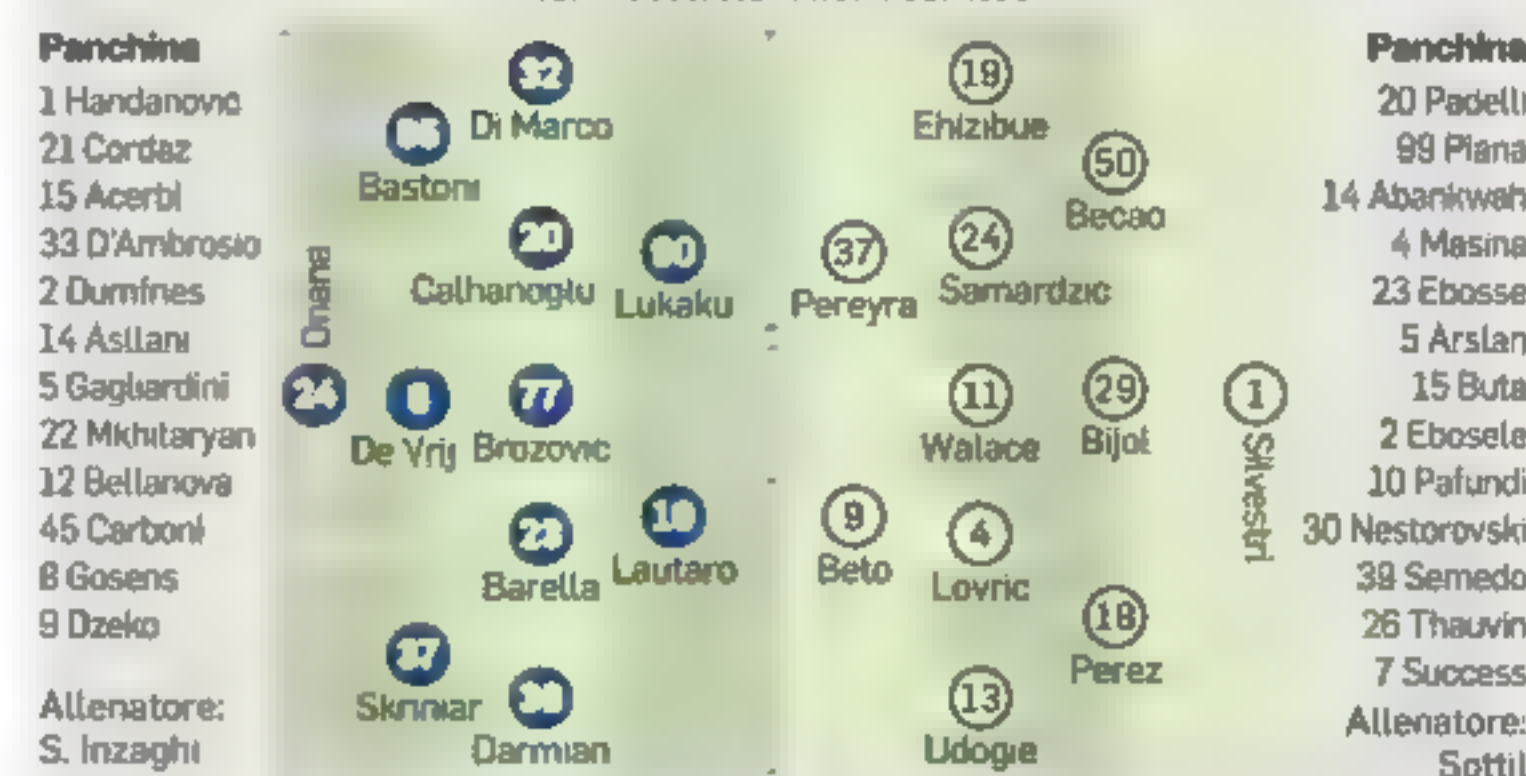 Panchina
1 Handanovic
21 Cordaz
15 Acerbi
33 D'Ambrosio
2 Dumfries
14 Asllani
5 Gagliardini
22 Mkhitaryan
12 Bellanova
45 Carboni
8 Gosens
9 Dzeko
Allenatore:
S. Inzaghi
24 Onana
Bastoni
32 Di Marco
20 Calhanoglu
Lukaku
De Vrij
77 Brozovic
23 Barella
10 Lautaro
37 Skriniar
Darmian
19 Ehizibue
50 Becao
37 Pereyra
24 Samardzic
11 Walace
29 Bijol
1 Silvestri
9 Beto
4 Lovric
18 Perez
13 Udogie
Panchina
20 Padelli
99 Piana
14 Abankwah
4 Masina
23 Ebosse
5 Arslan
15 Buta
2 Ebosele
10 Pafundi
30 Nestorovski
39 Semedo
26 Thauvin
7 Success
Allenatore:
Sottil